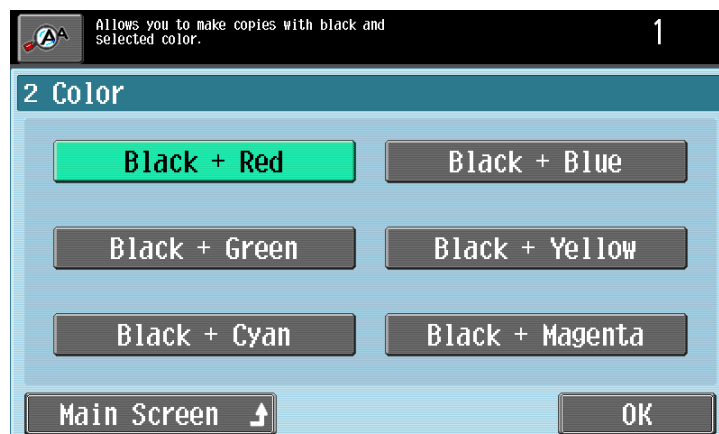 AA
Allows you to make copies with black and
selected color.
1
2 Color
Black + Red
Black + Blue
Black + Green
Black + Yellow
Black + Cyan
Black + Magenta
Main Screen
OK